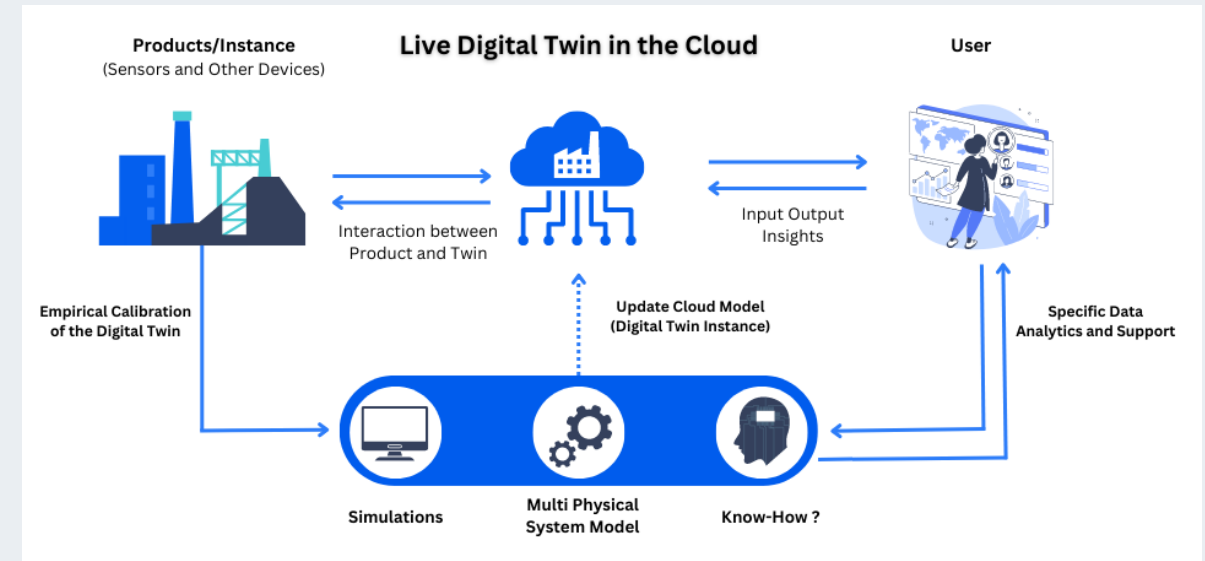 Products/Instance
(Sensors and Other Devices)
Live Digital Twin in the Cloud
User
Interaction between
Product and Twin
Input Output
Insights
Empirical Calibration
of the Digital Twin
Update Cloud Model
(Digital Twin Instance)
Specific Data
Analytics and Support
Simulations
Multi Physical
System Model
Know-How ?